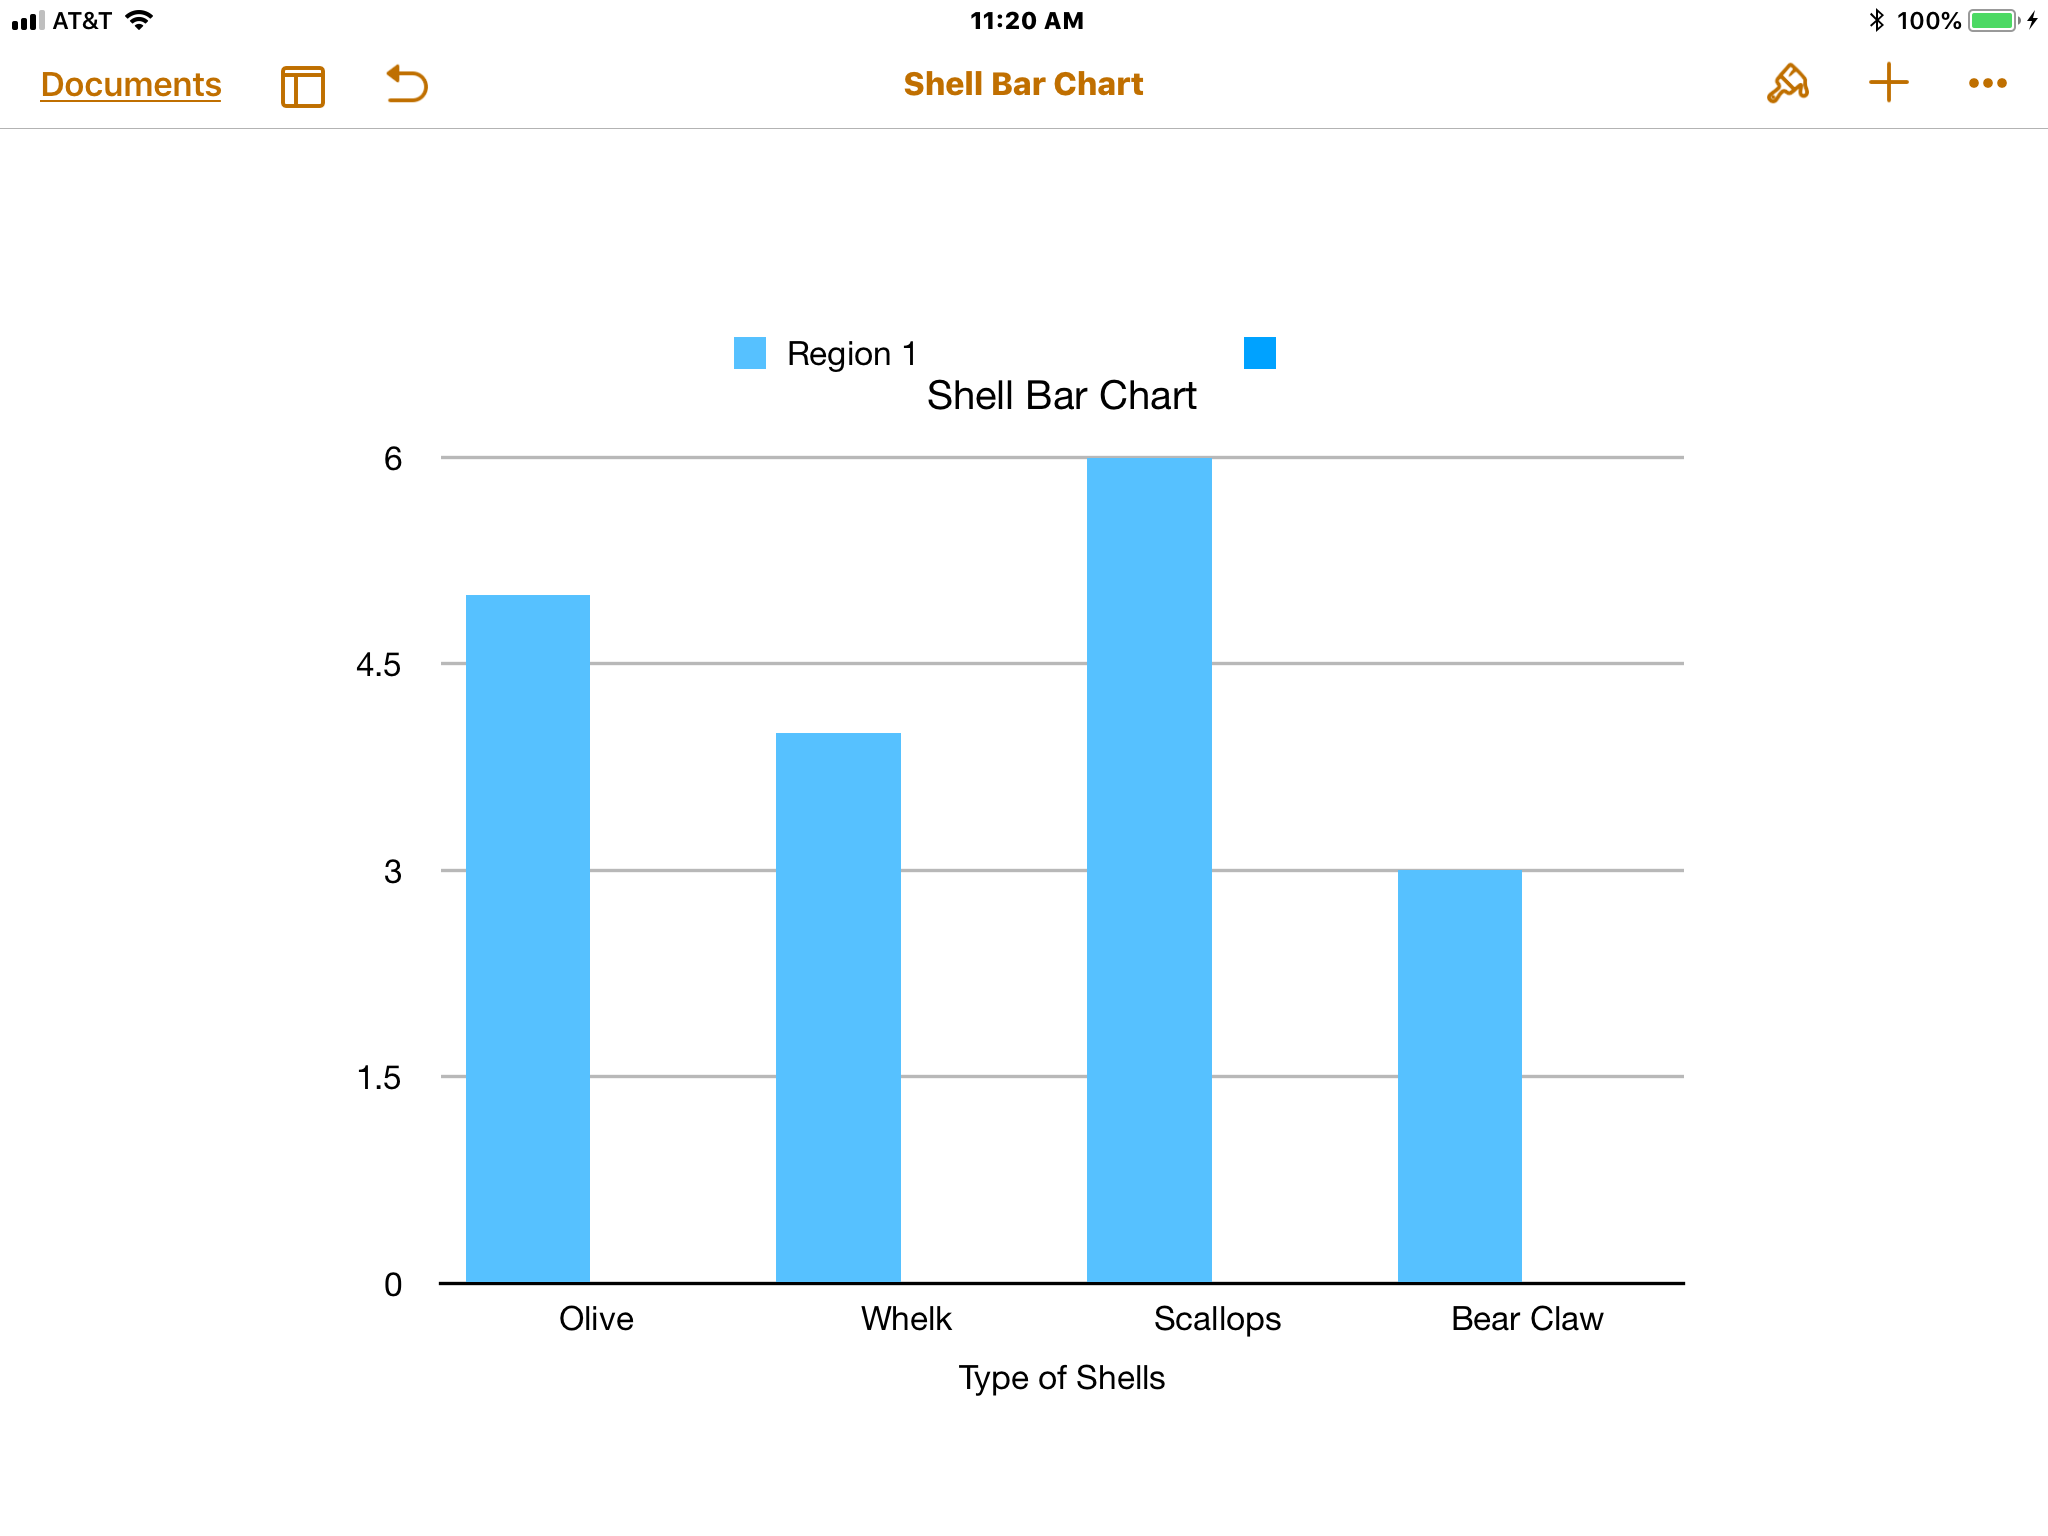 AT&T 11:20 AM 100%
Documents Shell Bar Chart
Region 1
Shell Bar Chart
6
4.5
3
1.5
0
Olive Whelk Scallops Bear Claw
Type of Shells